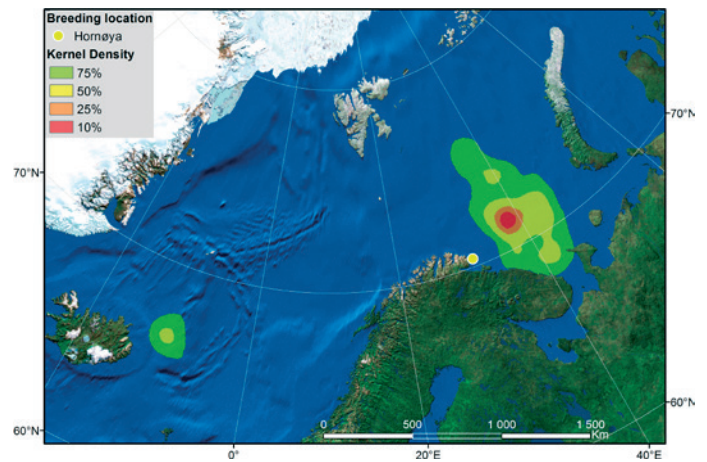 Breeding location
Hornøya
Kernel Density
75%
50%
25%
10%
70°N
70°N
60°N
60°N
0
500
1 000
1 500
Km
0°
20°E
40°E